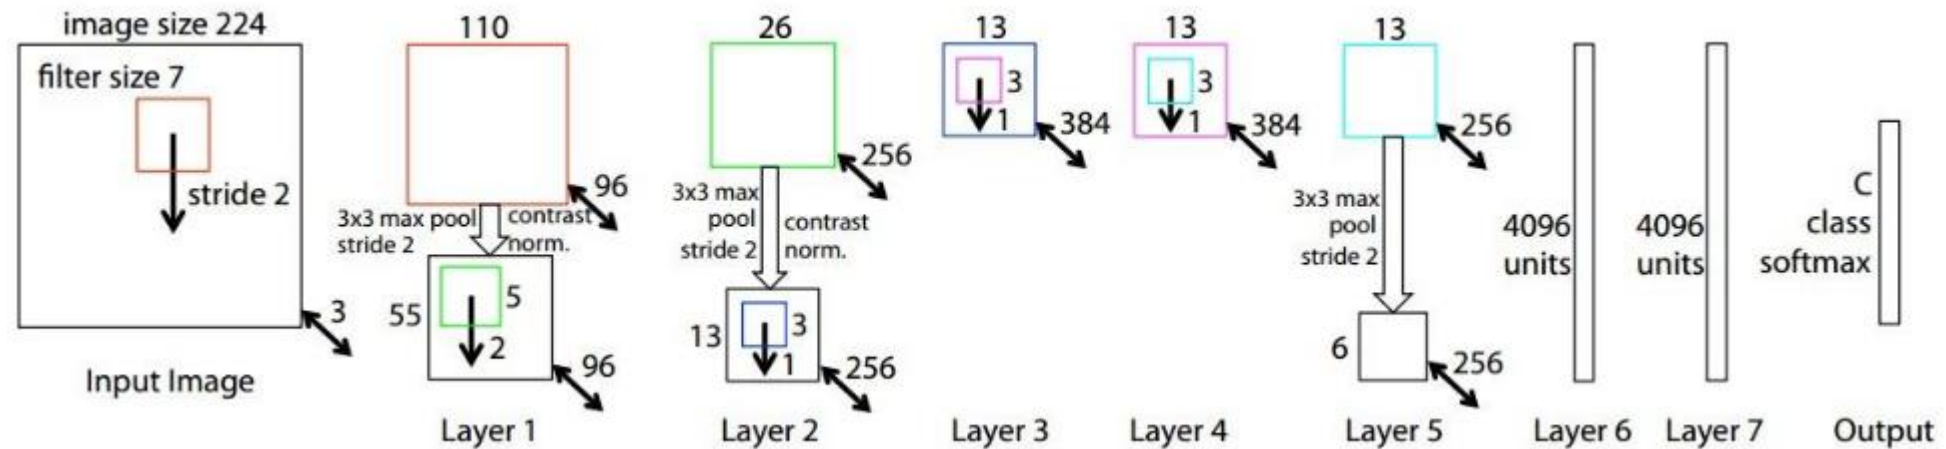 image size 224
filter size 7
stride 2
3
Input Image
110
96
3x3 max pool
stride 2
contrast
norm.
55
5
2
96
Layer 1
26
256
3x3 max
pool
stride 2
contrast
norm.
13
3
1
256
Layer 2
13
3
1
384
Layer 3
13
3
1
384
Layer 4
13
256
3x3 max
pool
stride 2
6
256
Layer 5
4096
units
Layer 6
4096
units
Layer 7
C
class
softmax
Output